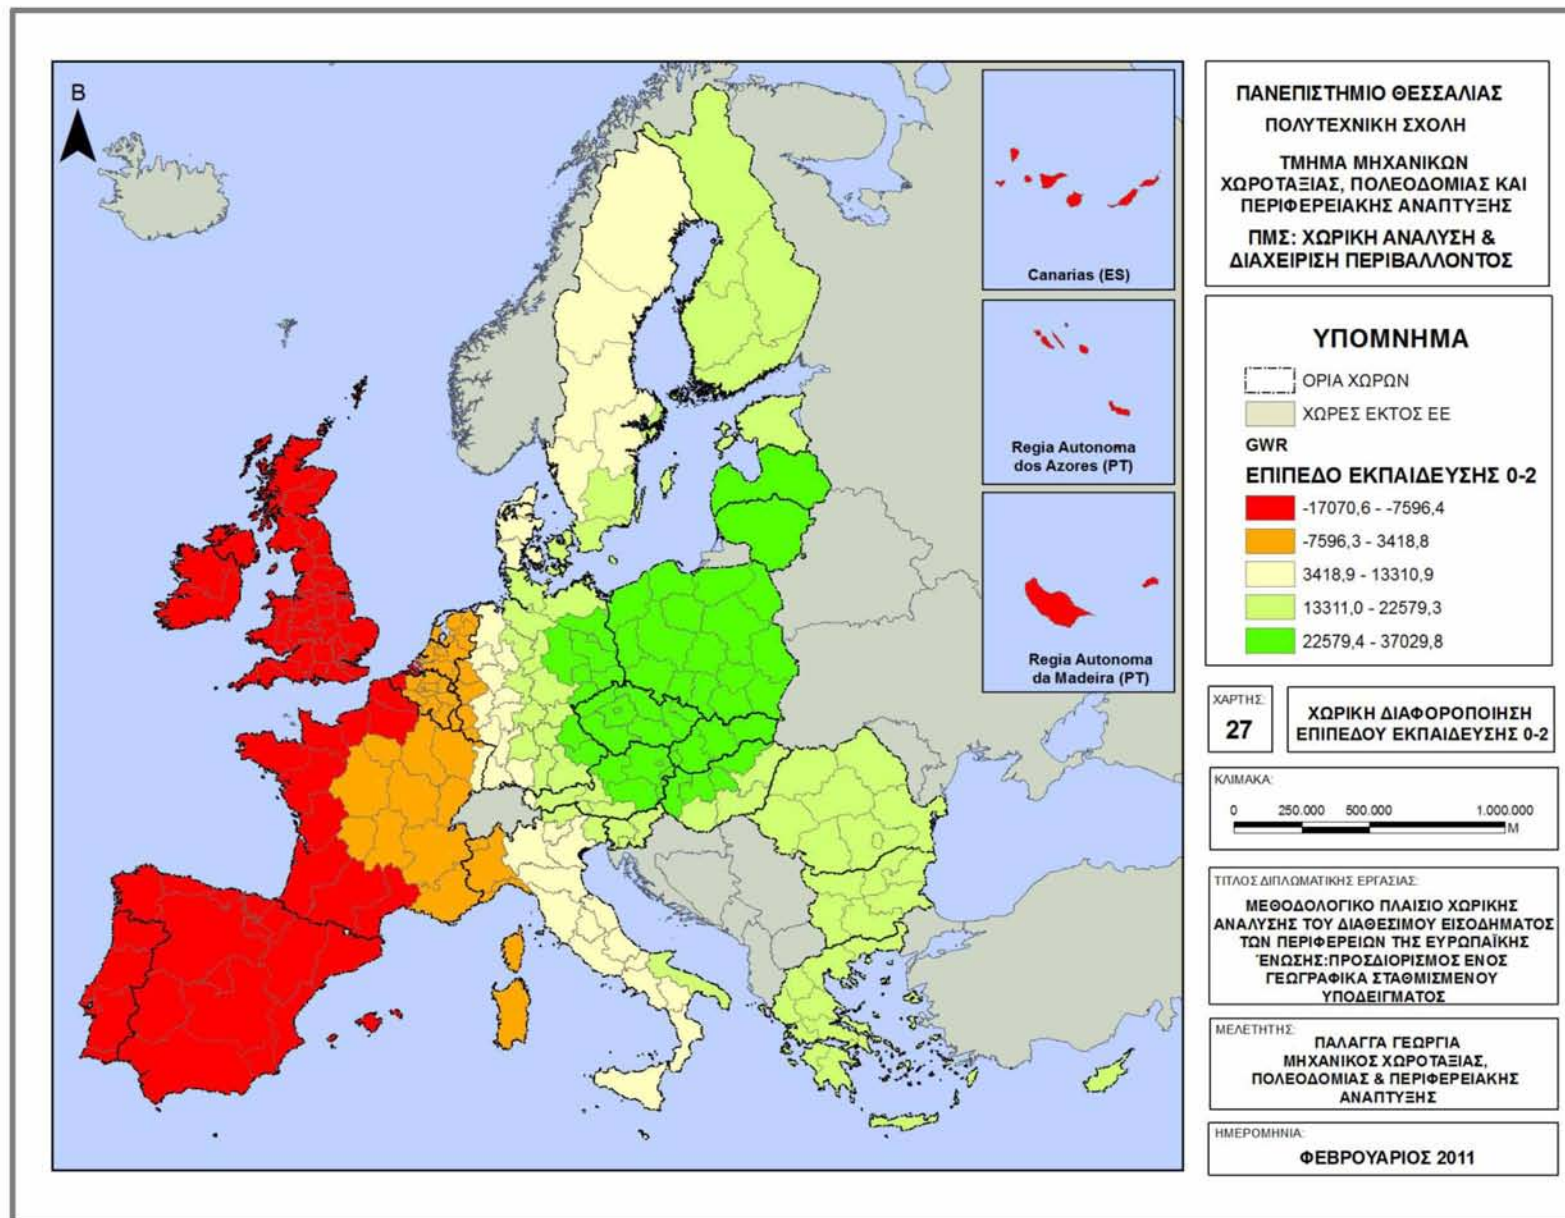 B
Canarias (ES)
Regia Autonoma
dos Azores (PT)
Regia Autonoma
da Madeira (PT)
ΠΑΝΕΠΙΣΤΗΜΙΟ ΘΕΣΣΑΛΙΑΣ
ΠΟΛΥΤΕΧΝΙΚΗ ΣΧΟΛΗ
ΤΜΗΜΑ ΜΗΧΑΝΙΚΩΝ
ΧΩΡΟΤΑΞΙΑΣ, ΠΟΛΕΟΔΟΜΙΑΣ ΚΑΙ
ΠΕΡΙΦΕΡΕΙΑΚΗΣ ΑΝΑΠΤΥΞΗΣ
ΠΜΣ: ΧΩΡΙΚΗ ΑΝΑΛΥΣΗ &
ΔΙΑΧΕΙΡΙΣΗ ΠΕΡΙΒΑΛΛΟΝΤΟΣ
ΥΠΟΜΝΗΜΑ
ΟΡΙΑ ΧΩΡΩΝ
ΧΩΡΕΣ ΕΚΤΟΣ ΕΕ
GWR
ΕΠΙΠΕΔΟ ΕΚΠΑΙΔΕΥΣΗΣ 0-2
-17070,6 - -7596,4
-7596,3 - 3418,8
3418,9 - 13310,9
13311,0 - 22579,3
22579,4 - 37029,8
ΧΑΡΤΗΣ:
27
ΧΩΡΙΚΗ ΔΙΑΦΟΡΟΠΟΙΗΣΗ
ΕΠΙΠΕΔΟΥ ΕΚΠΑΙΔΕΥΣΗΣ 0-2
ΚΛΙΜΑΚΑ:
0 250.000 500.000 1.000.000
M
ΤΙΤΛΟΣ ΔΙΠΛΩΜΑΤΙΚΗΣ ΕΡΓΑΣΙΑΣ:
ΜΕΘΟΔΟΛΟΓΙΚΟ ΠΛΑΙΣΙΟ ΧΩΡΙΚΗΣ
ΑΝΑΛΥΣΗΣ ΤΟΥ ΔΙΑΘΕΣΙΜΟΥ ΕΙΣΟΔΗΜΑΤΟΣ
ΤΩΝ ΠΕΡΙΦΕΡΕΙΩΝ ΤΗΣ ΕΥΡΩΠΑΪΚΗΣ
ΈΝΩΣΗΣ:ΠΡΟΣΔΙΟΡΙΣΜΟΣ ΕΝΟΣ
ΓΕΩΓΡΑΦΙΚΑ ΣΤΑΘΜΙΣΜΕΝΟΥ
ΥΠΟΔΕΙΓΜΑΤΟΣ
ΜΕΛΕΤΗΤΗΣ:
ΠΑΛΑΓΓΑ ΓΕΩΡΓΙΑ
ΜΗΧΑΝΙΚΟΣ ΧΩΡΟΤΑΞΙΑΣ,
ΠΟΛΕΟΔΟΜΙΑΣ & ΠΕΡΙΦΕΡΕΙΑΚΗΣ
ΑΝΑΠΤΥΞΗΣ
ΗΜΕΡΟΜΗΝΙΑ:
ΦΕΒΡΟΥΑΡΙΟΣ 2011